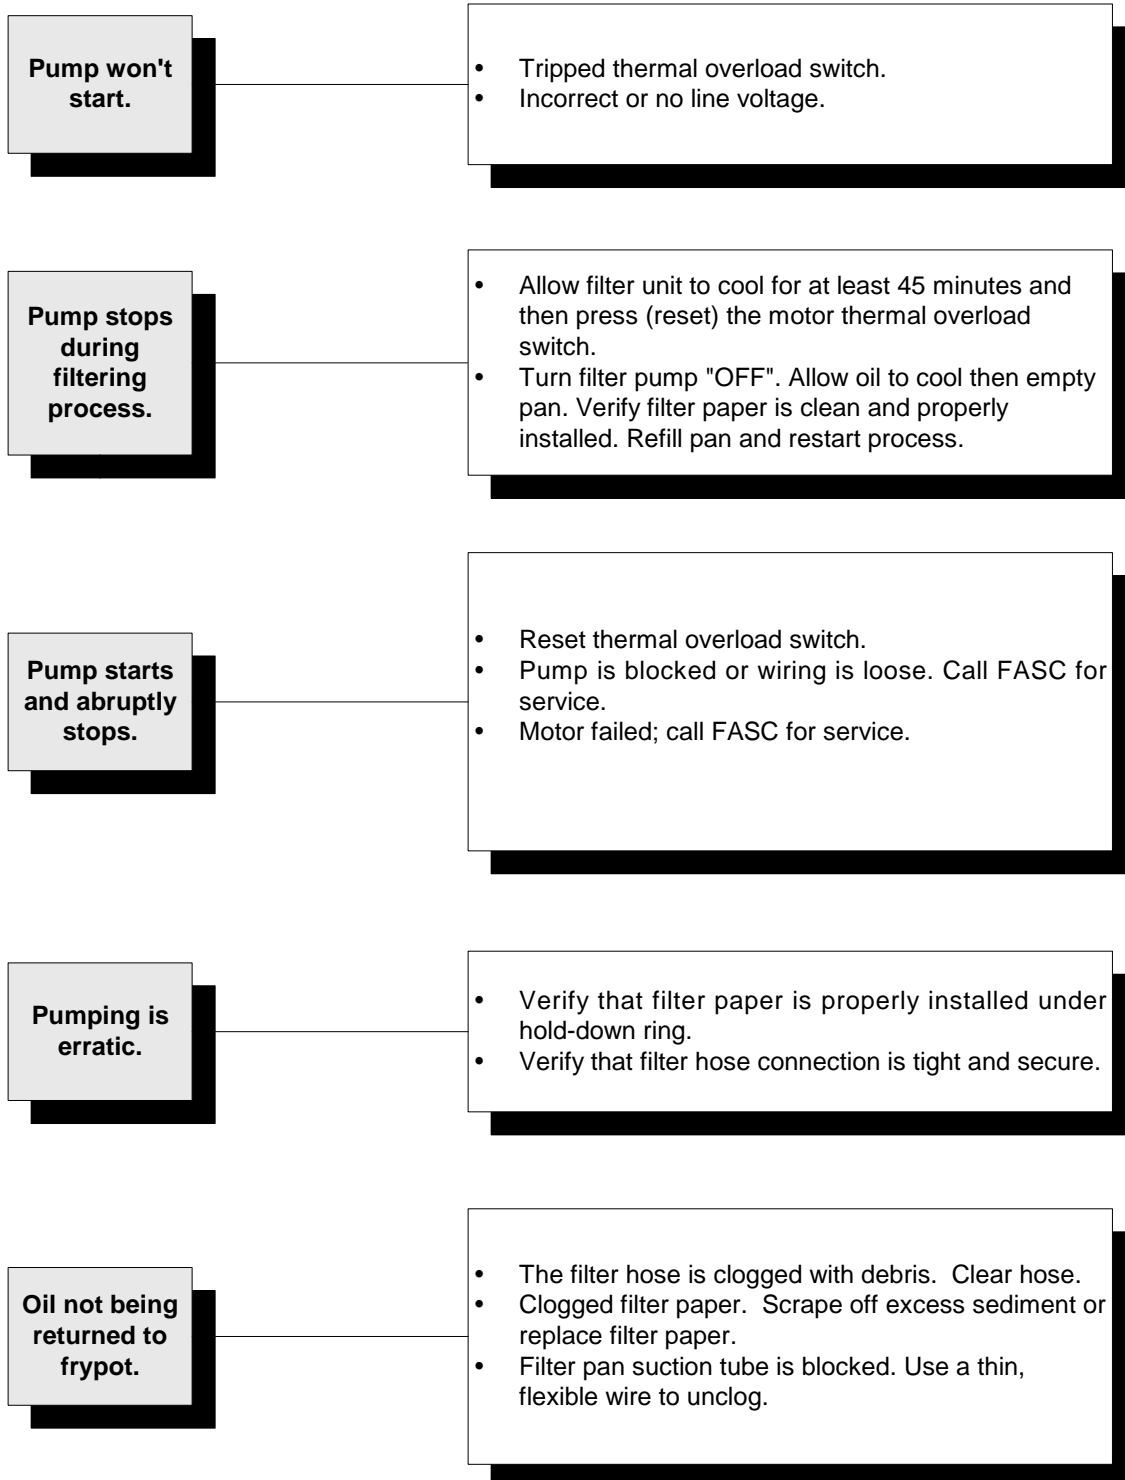 Pump won't
start.
• Tripped thermal overload switch.
• Incorrect or no line voltage.
Pump stops
during
filtering
process.
• Allow filter unit to cool for at least 45 minutes and
then press (reset) the motor thermal overload
switch.
• Turn filter pump "OFF". Allow oil to cool then empty
pan. Verify filter paper is clean and properly
installed. Refill pan and restart process.
Pump starts
and abruptly
stops.
• Reset thermal overload switch.
• Pump is blocked or wiring is loose. Call FASC for
service.
• Motor failed; call FASC for service.
Pumping is
erratic.
• Verify that filter paper is properly installed under
hold-down ring.
• Verify that filter hose connection is tight and secure.
Oil not being
returned to
frypot.
• The filter hose is clogged with debris.  Clear hose.
• Clogged filter paper.  Scrape off excess sediment or
replace filter paper.
• Filter pan suction tube is blocked. Use a thin,
flexible wire to unclog.